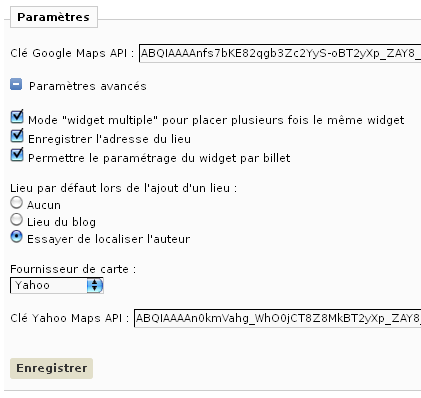 Paramètres
Clé Google Maps API : ABQIAAAAnfs7bKE82qgb3Zc2YyS-oBT2yXp_ZAY8_
Paramètres avancés
Mode "widget multiple" pour placer plusieurs fois le même widget
Enregistrer l'adresse du lieu
Permettre le paramétrage du widget par billet
Lieu par défaut lors de l'ajout d'un lieu :
Aucun
Lieu du blog
Essayer de localiser l'auteur
Fournisseur de carte :
Yahoo
Clé Yahoo Maps API : ABQIAAAAn0kmVahg_WhO0jCT8Z8MkBT2yXp_ZAY8_
Enregistrer